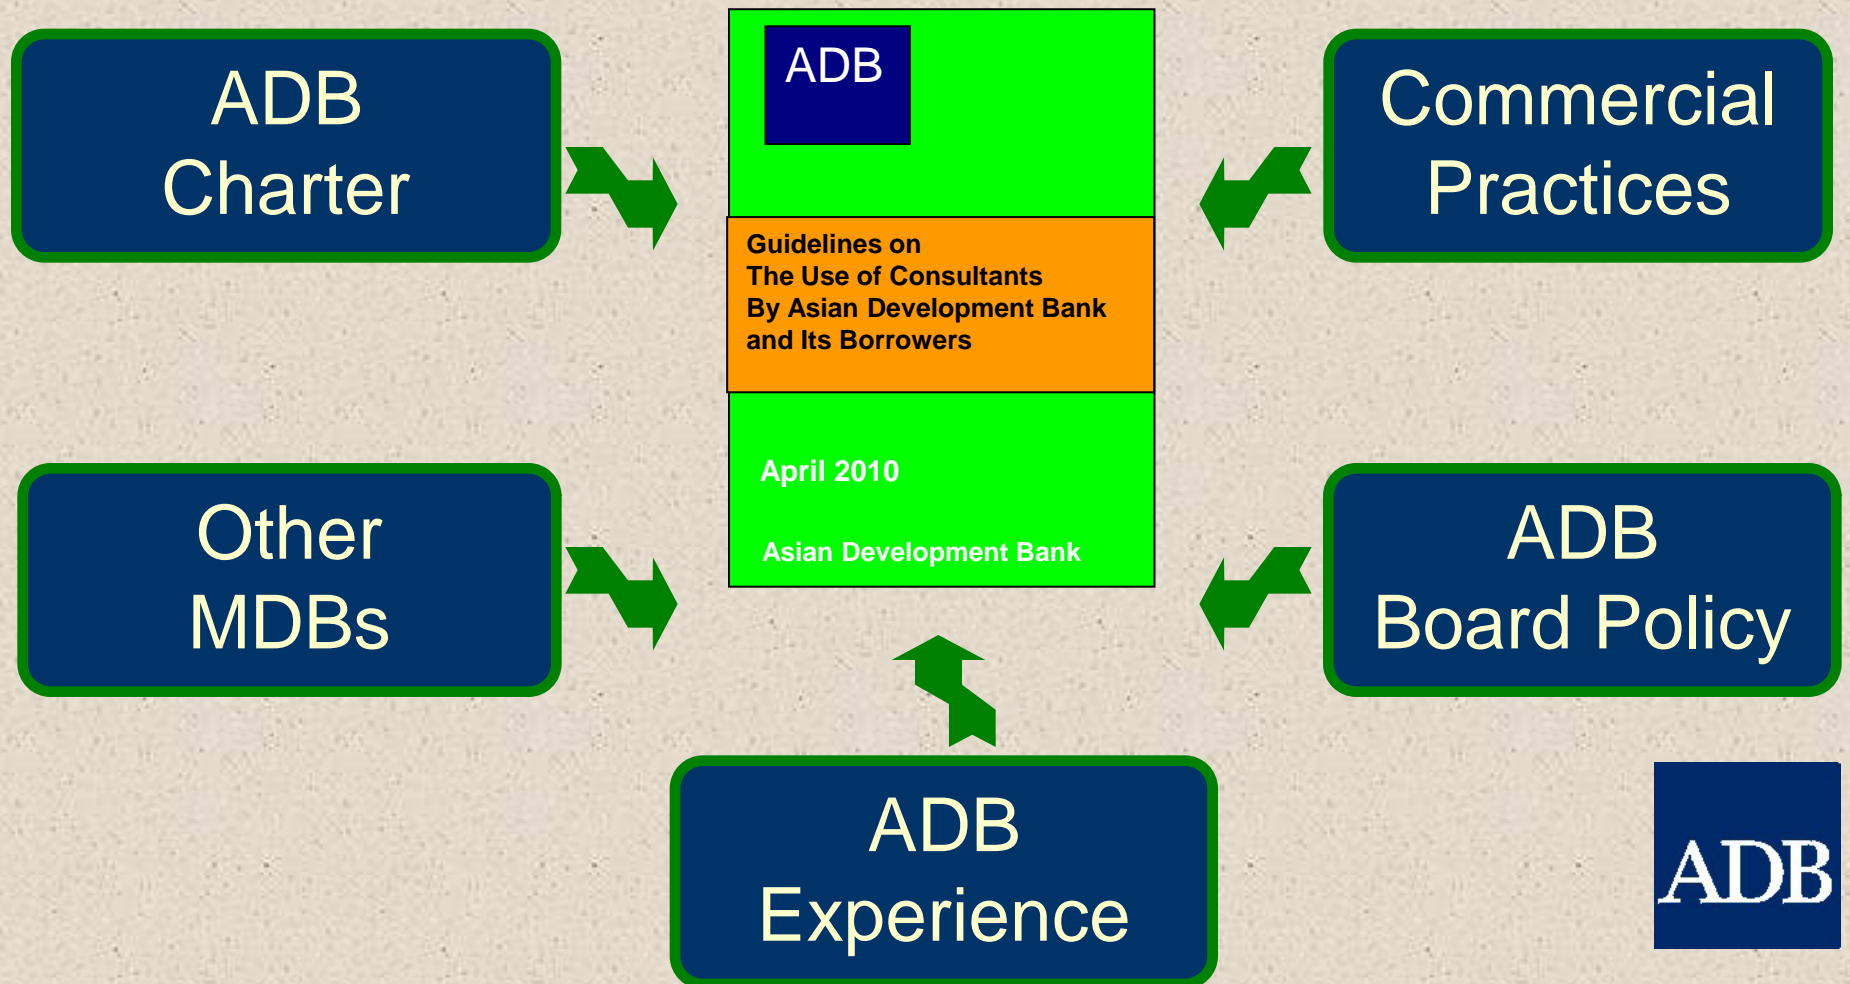 ADB
Charter
ADB
Guidelines on
The Use of Consultants
By Asian Development Bank
and Its Borrowers
April 2010
Asian Development Bank
Commercial
Practices
Other
MDBs
ADB
Board Policy
ADB
Experience
ADB